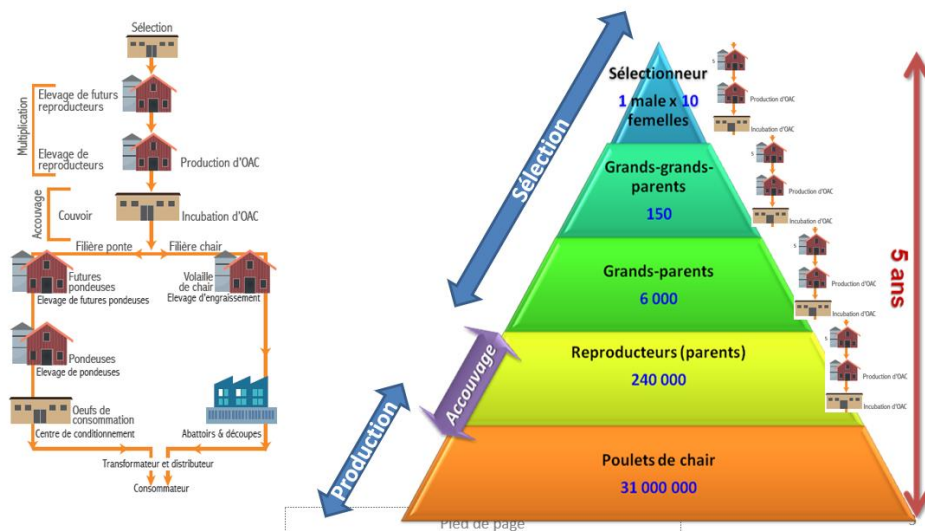 Sélection
Multiplication
Elevage de futurs
reproducteurs
Elevage de
reproducteurs
Production d'OAC
Accouvage
Couvoir
Incubation d'OAC
Filière ponte
Filière chair
Futures
pondeuses
Elevage de futures pondeuses
Volaille
de chair
Elevage d'engraissement
Pondeuses
Elevage de pondeuses
Oeufs de
consommation
Centre de conditionnement
Abattoirs & découpes
Transformateur et distributeur
Consommateur
Sélection
Accouvage
Production
Sélectionneur
1 male x 10
femelles
Grands-grands-
parents
150
Grands-parents
6 000
Reproducteurs (parents)
240 000
Poulets de chair
31 000 000
s
Production d'OAC
Incubation d'OAC
s
Production d'OAC
Incubation d'OAC
s
Production d'OAC
Incubation d'OAC
s
Production d'OAC
Incubation d'OAC
5 ans
Pied de page